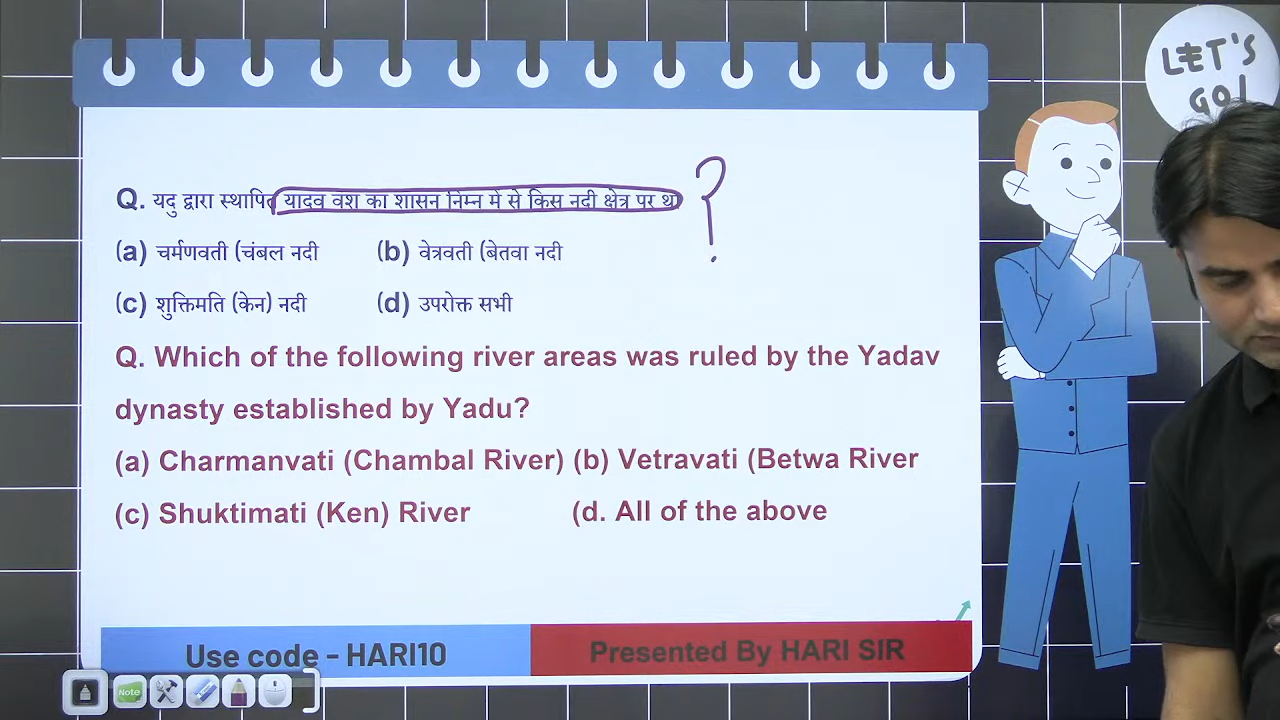 LET'S
GO!
Q. यदु द्वारा स्थापित यादव वश का शासन निम्न में से किस नदी क्षेत्र पर था
?
(a) चर्मणवती (चंबल नदी (b) वेत्रवती (बेतवा नदी
(c) शुक्तिमति (केन) नदी (d) उपरोक्त सभी
Q. Which of the following river areas was ruled by the Yadav
dynasty established by Yadu?
(a) Charmanvati (Chambal River) (b) Vetravati (Betwa River
(c) Shuktimati (Ken) River (d. All of the above
Use code - HARI10 Presented By HARI SIR
Note